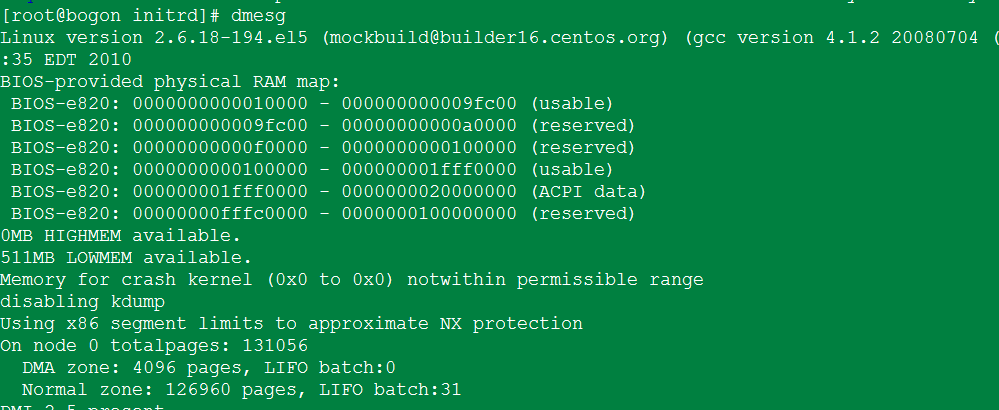 [root@bogon initrd]# dmesg
Linux version 2.6.18-194.el5 (mockbuild@builder16.centos.org) (gcc version 4.1.2 20080704 (
:35 EDT 2010
BIOS-provided physical RAM map:
 BIOS-e820: 0000000000010000 - 000000000009fc00 (usable)
 BIOS-e820: 000000000009fc00 - 00000000000a0000 (reserved)
 BIOS-e820: 00000000000f0000 - 0000000000100000 (reserved)
 BIOS-e820: 0000000000100000 - 000000001fff0000 (usable)
 BIOS-e820: 000000001fff0000 - 0000000020000000 (ACPI data)
 BIOS-e820: 00000000fffc0000 - 0000000100000000 (reserved)
0MB HIGHMEM available.
511MB LOWMEM available.
Memory for crash kernel (0x0 to 0x0) notwithin permissible range
disabling kdump
Using x86 segment limits to approximate NX protection
On node 0 totalpages: 131056
  DMA zone: 4096 pages, LIFO batch:0
  Normal zone: 126960 pages, LIFO batch:31
DMI 2.5 present